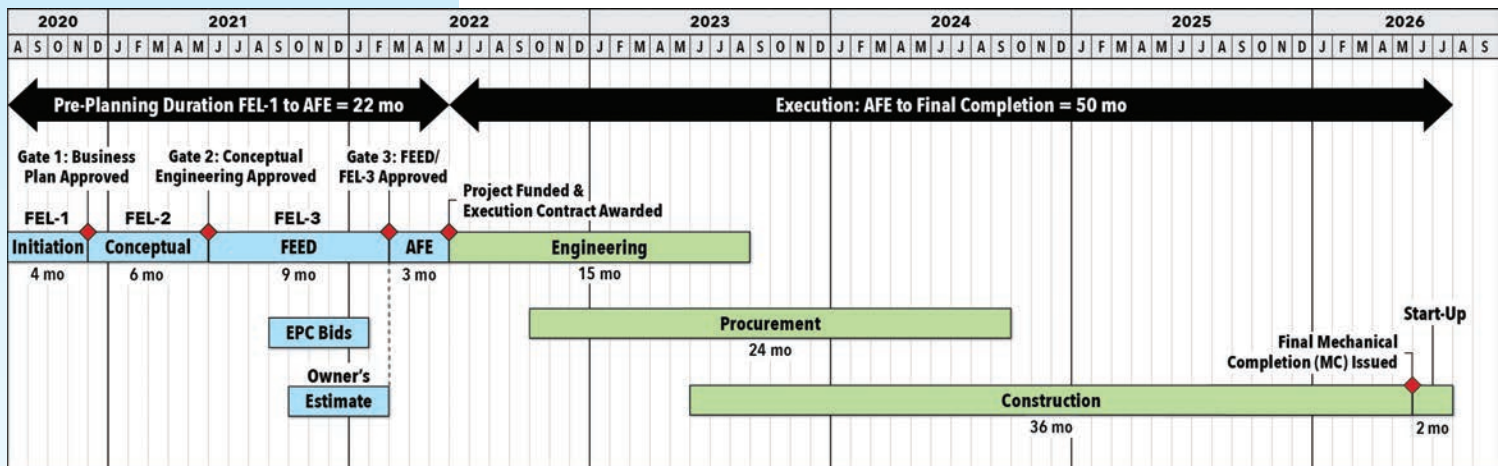 2020 2021 2022 2023 2024 2025 2026
A S O N D J F M A M J J A S O N D J F M A M J J A S O N D J F M A M J J A S O N D J F M A M J J A S O N D J F M A M J J A S O N D J F M A M J J A S
Pre-Planning Duration FEL-1 to AFE = 22 mo
Execution: AFE to Final Completion = 50 mo
Gate 1: Business
Plan Approved
Gate 2: Conceptual
Engineering Approved
Gate 3: FEED/
FEL-3 Approved
Project Funded &
Execution Contract Awarded
FEL-1 FEL-2 FEL-3
Initiation Conceptual FEED AFE Engineering
4 mo 6 mo 9 mo 3 mo 15 mo
EPC Bids
Procurement
24 mo
Start-Up
Final Mechanical
Completion (MC) Issued
Owner's
Estimate
Construction
36 mo 2 mo